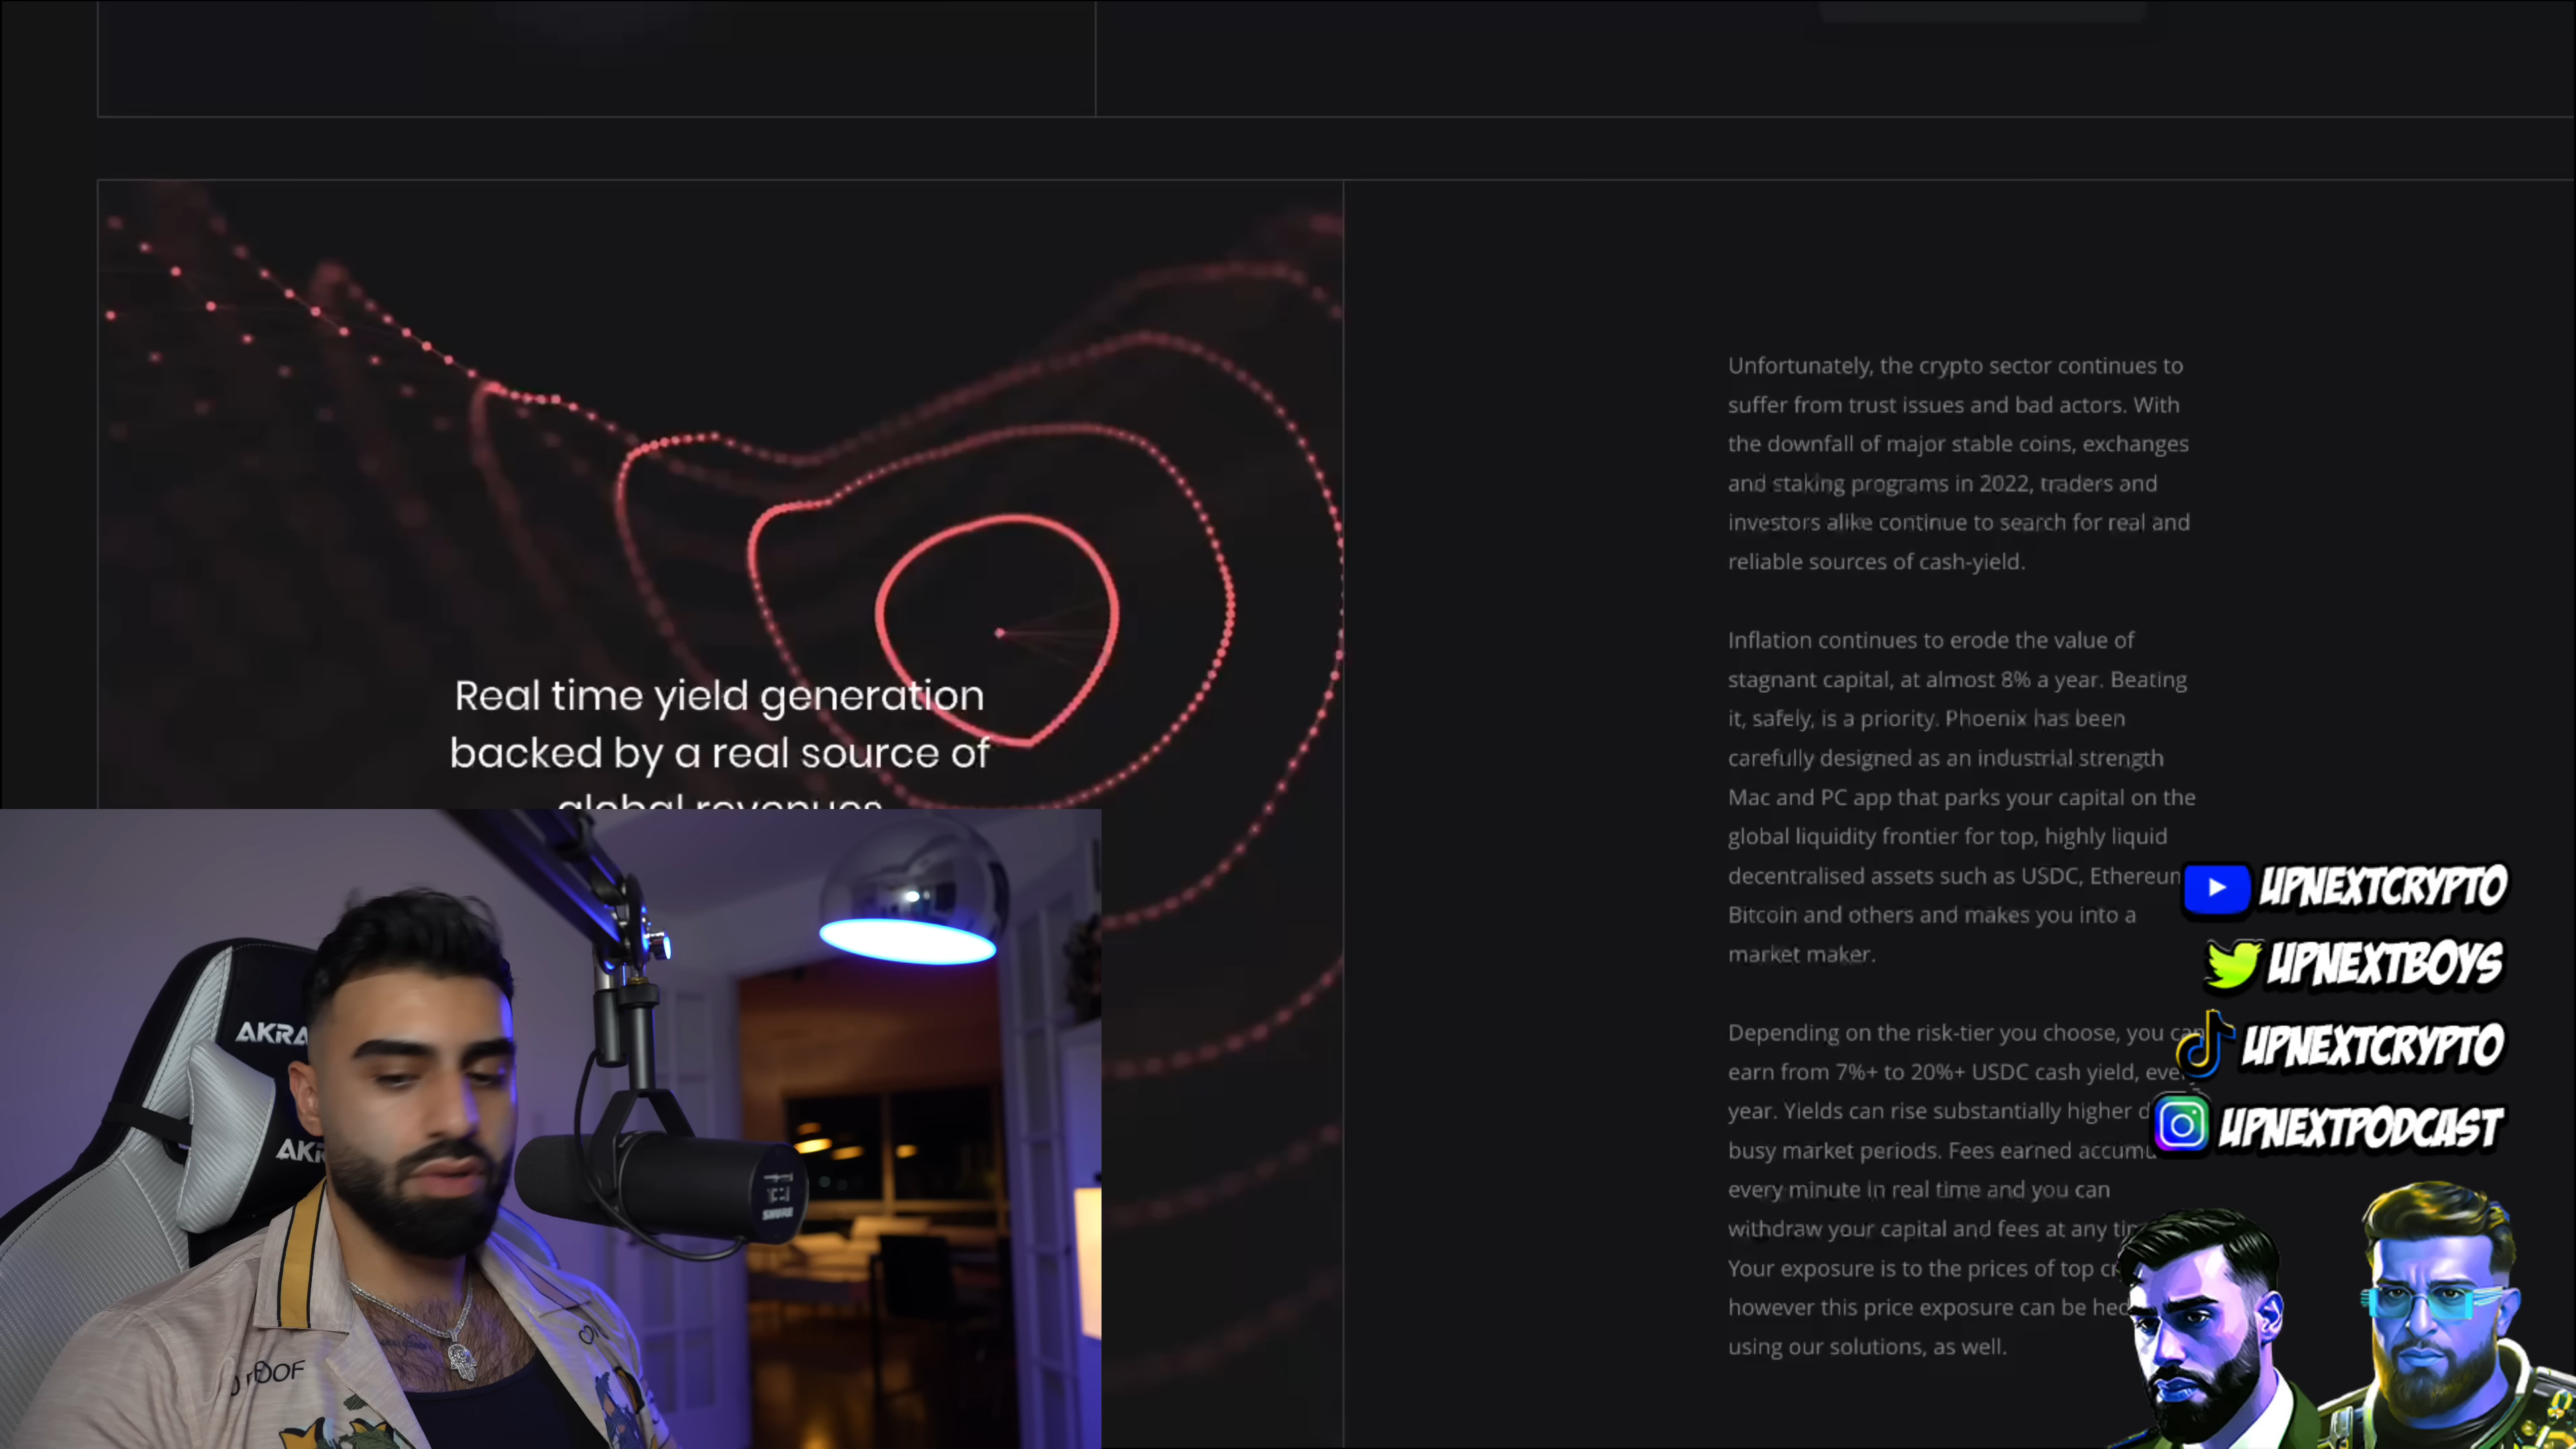 Real time yield generation
backed by a real source of
global revenues
Unfortunately, the crypto sector continues to
suffer from trust issues and bad actors. With
the downfall of major stable coins, exchanges
and staking programs in 2022, traders and
investors alike continue to search for real and
reliable sources of cash-yield.
Inflation continues to erode the value of
stagnant capital, at almost 8% a year. Beating
it, safely, is a priority. Phoenix has been
carefully designed as an industrial strength
Mac and PC app that parks your capital on the
global liquidity frontier for top, highly liquid
decentralised assets such as USDC,
Bitcoin and others and makes you into a
market maker.
Depending on the risk-tier you choose, you can
earn from 7%+ to 20%+ USDC cash yield,
year. Yields can rise substantially higher
busy market periods. Fees earned
every minute in real time and you can
withdraw your capital and fees at any
Your exposure is to the prices of top
however this price exposure can be
using our solutions, as well.
UPNEXTCRYPTO
UPNEXTBOYS
UPNEXTCRYPTO
UPNEXTPODCAST
SHURE